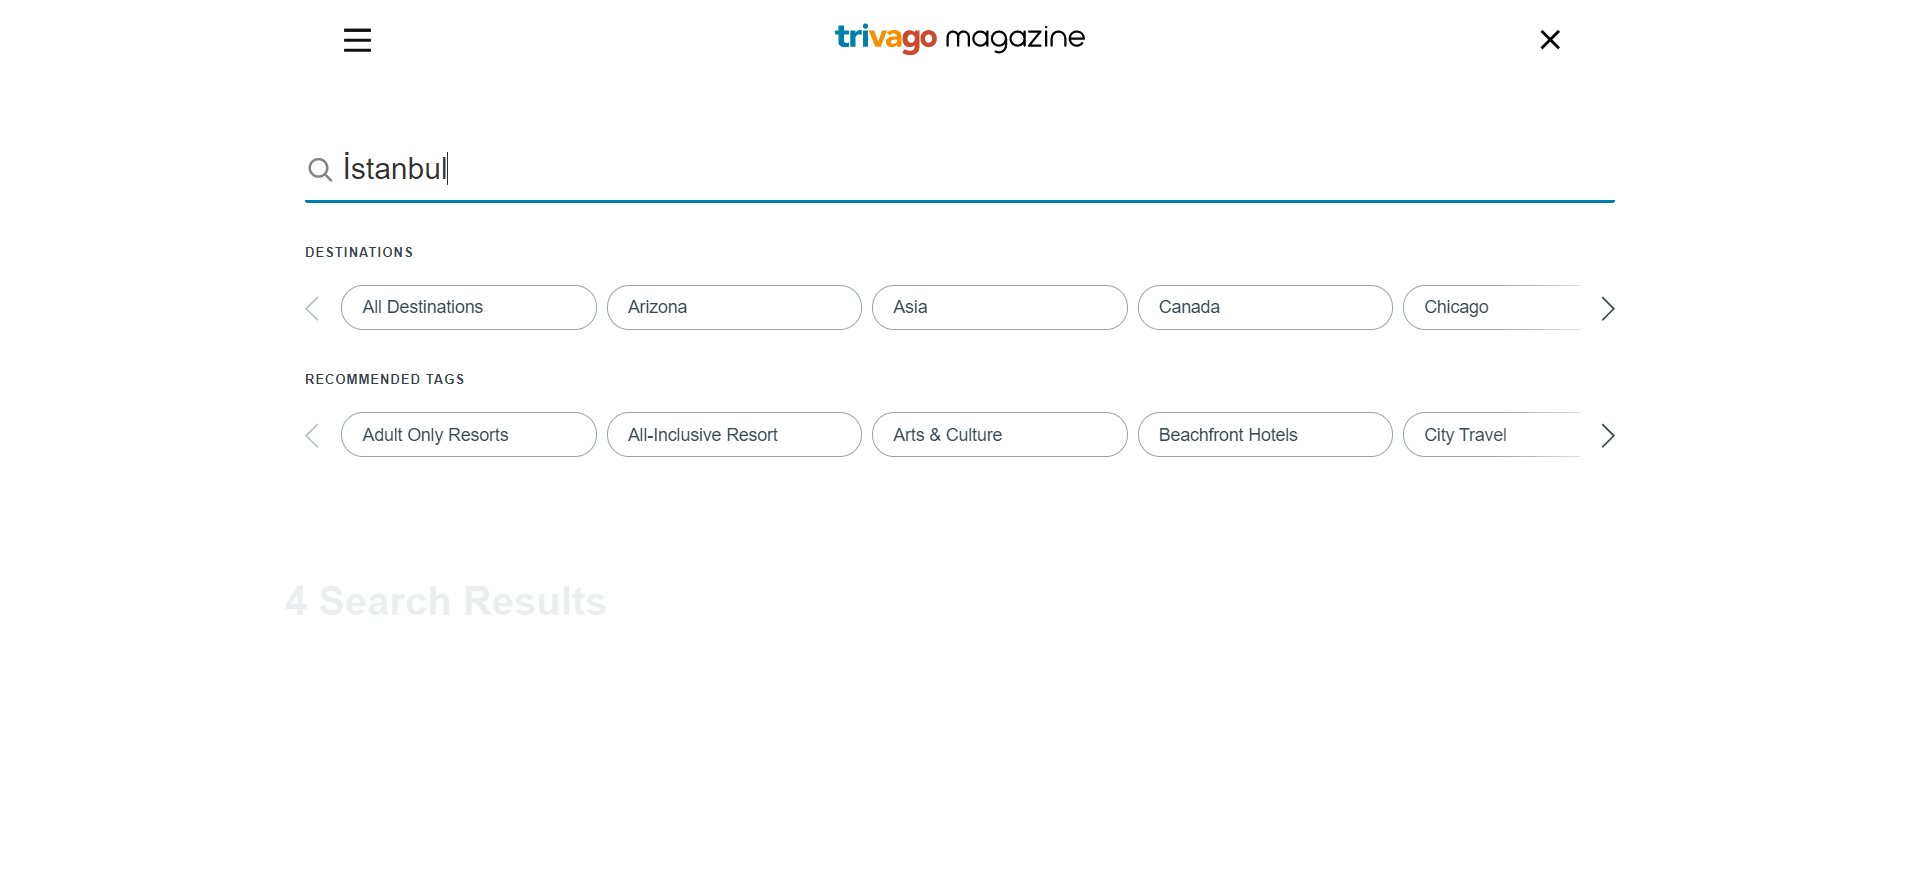 trivago magazine
İstanbul
DESTINATIONS
All Destinations
Arizona
Asia
Canada
Chicago
RECOMMENDED TAGS
Adult Only Resorts
All-Inclusive Resort
Arts & Culture
Beachfront Hotels
City Travel
4 Search Results